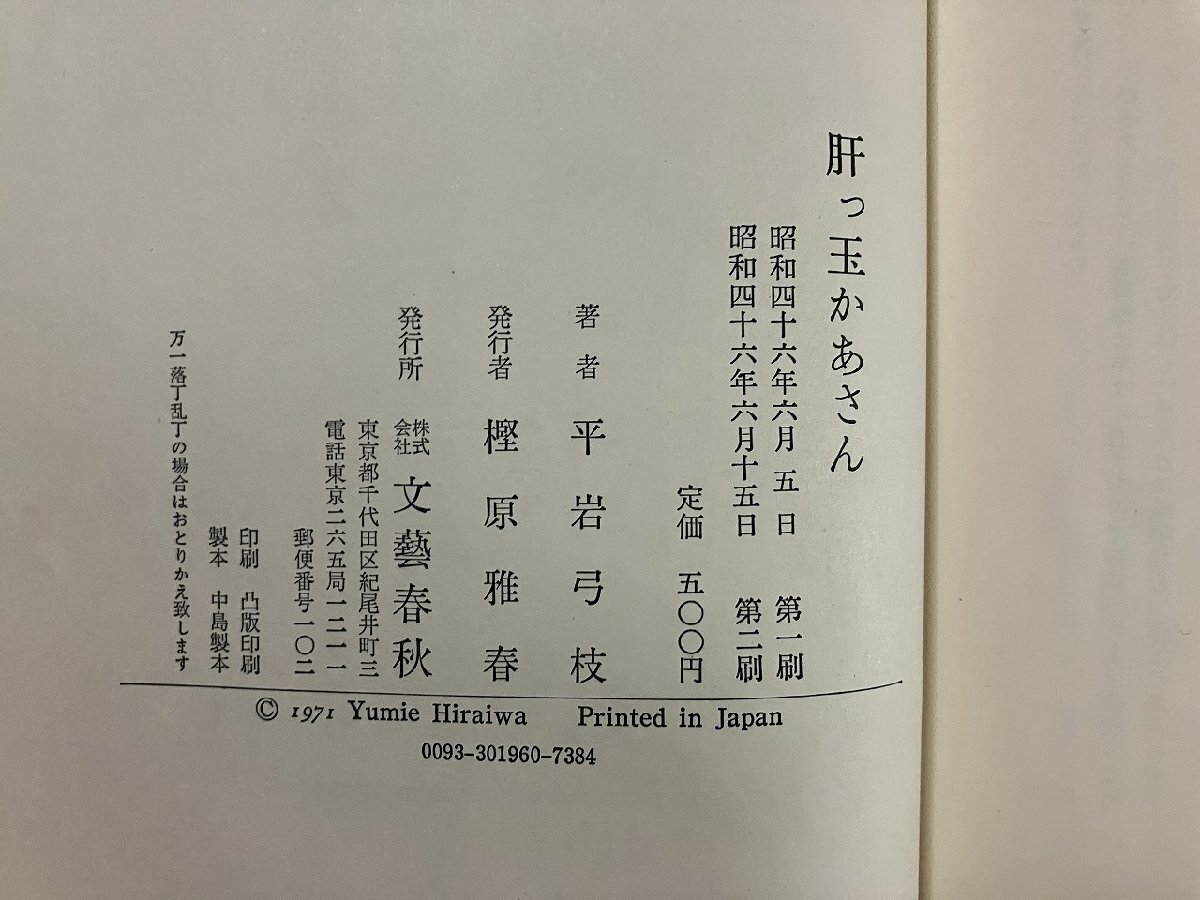 肝っ玉かあさん
昭和四十六年六月 五 日 第一刷
昭和四十六年六月十五日 第二刷
定価 五〇〇円
著者 平岩弓枝
発行者 樫原雅春
発行所 株式会社 文藝春秋
東京都千代田区紀尾井町三
電話東京二六五局一二一一
郵便番号一〇二
印刷 凸版印刷
製本 中島製本
万一落丁乱丁の場合はおとりかえ致します
© 1971 Yumie Hiraiwa Printed in Japan
0093-301960-7384